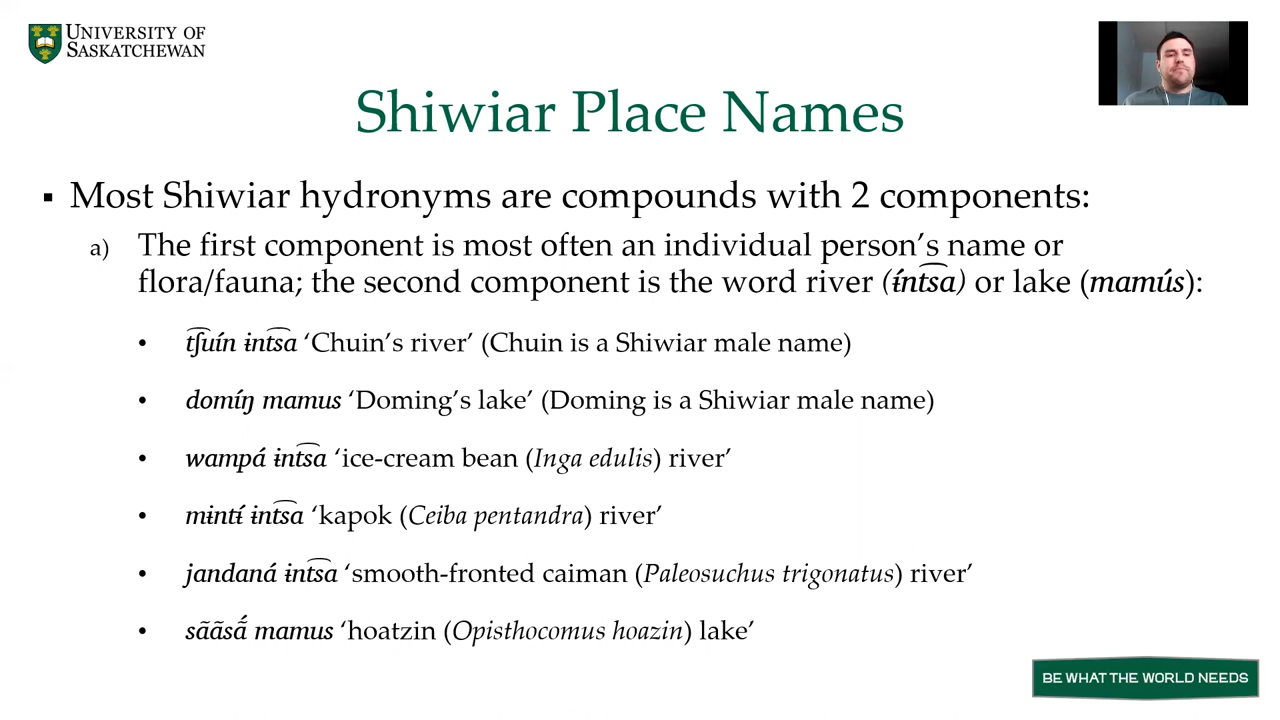 UNIVERSITY OF
SASKATCHEWAN
Shiwiar Place Names
▪ Most Shiwiar hydronyms are compounds with 2 components:
a) The first component is most often an individual person’s name or
flora/fauna; the second component is the word river (ɨ́nt͡sa) or lake (mamús):
• t͡ʃuín ɨnt͡sa ‘Chuin’s river’ (Chuin is a Shiwiar male name)
• domíŋ mamus ‘Doming’s lake’ (Doming is a Shiwiar male name)
• wampá ɨnt͡sa ‘ice-cream bean (Inga edulis) river’
• mɨntɨ́ ɨnt͡sa ‘kapok (Ceiba pentandra) river’
• jandaná ɨnt͡sa ‘smooth-fronted caiman (Paleosuchus trigonatus) river’
• sããsã́ mamus ‘hoatzin (Opisthocomus hoazin) lake’
BE WHAT THE WORLD NEEDS